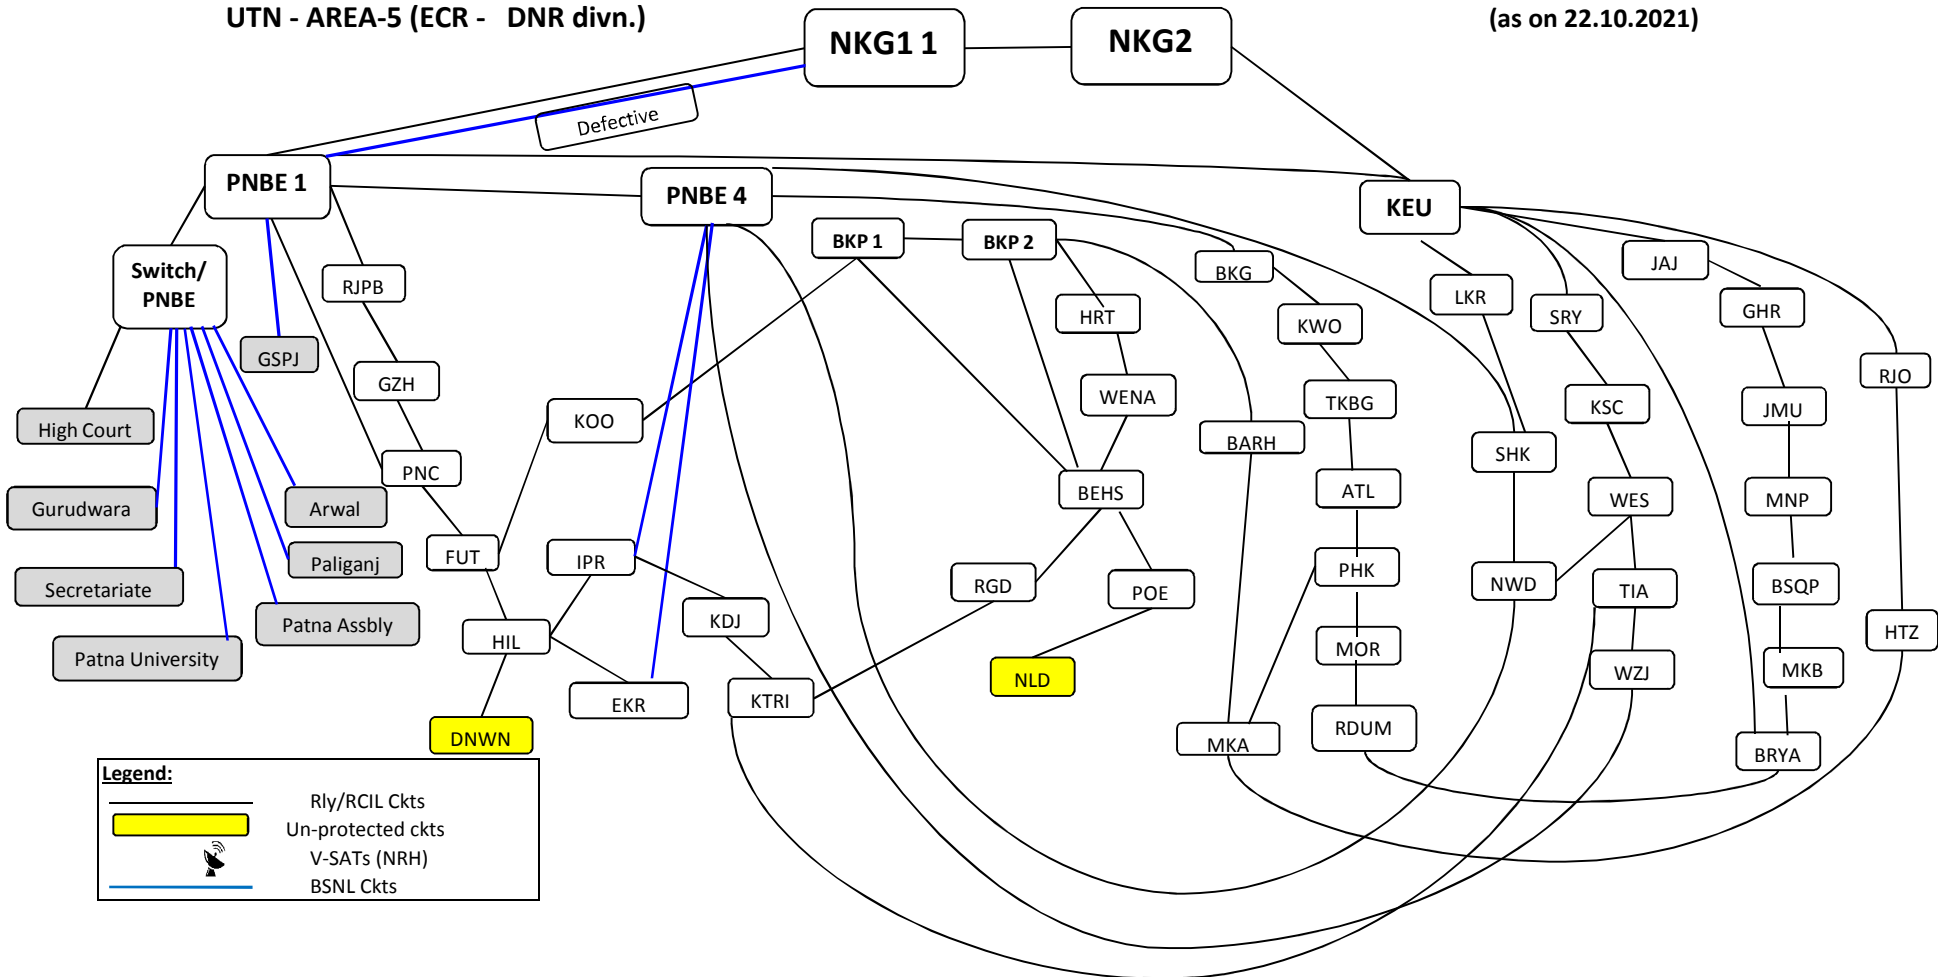 UTN - AREA-5 (ECR - DNR divn.)
(as on 22.10.2021)
NKG1 1
NKG2
Defective
PNBE 1
PNBE 4
KEU
BKP 1
BKP 2
Switch/
PNBE
RJPB
BKG
JAJ
LKR
SRY
GHR
HRT
KWO
GSPJ
GZH
RJO
WENA
TKBG
KSC
JMU
KOO
High Court
BARH
SHK
PNC
BEHS
ATL
WES
MNP
Gurudwara
Arwal
FUT
IPR
Paliganj
PHK
Secretariate
RGD
POE
NWD
TIA
BSQP
Patna Assbly
KDJ
HIL
MOR
HTZ
Patna University
NLD
WZJ
MKB
EKR
KTRI
DNWN
MKA
RDUM
BRYA
Legend:
Rly/RCIL Ckts
Un-protected ckts
V-SATs (NRH)
BSNL Ckts